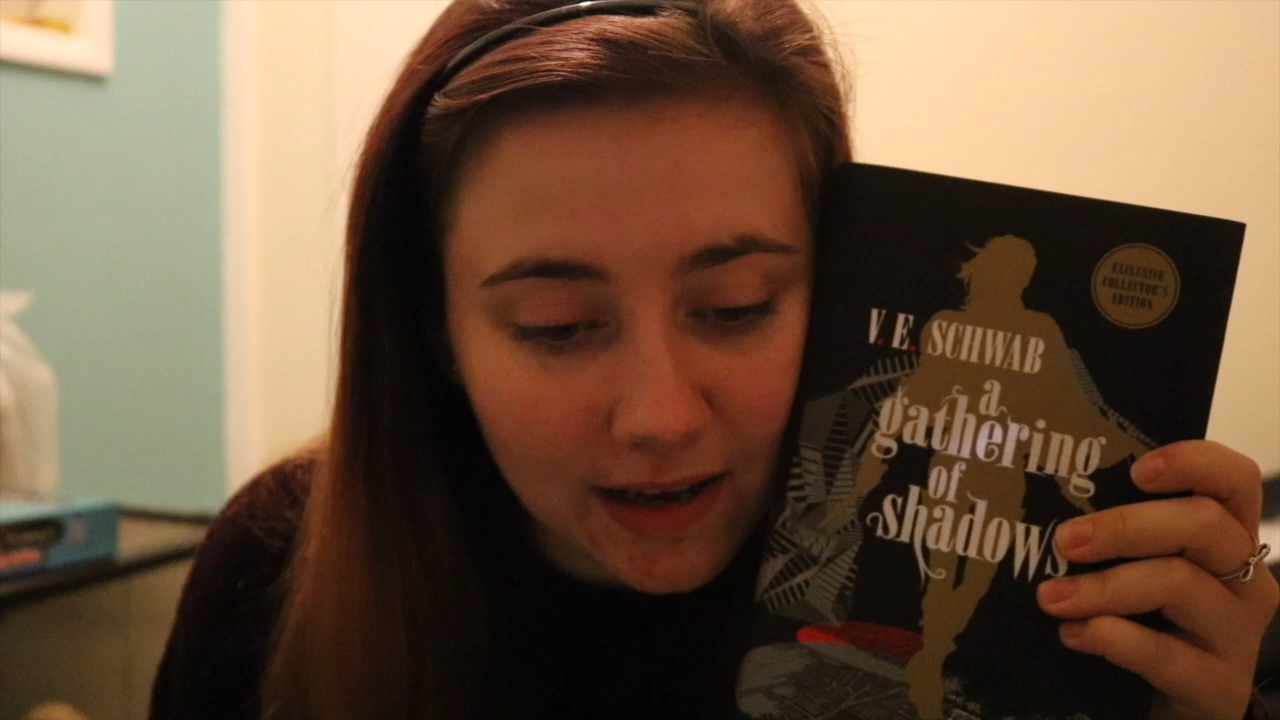 EXCLUSIVE
COLLECTOR'S
EDITION
V. E. SCHWAB
a
gathering
of
shadows